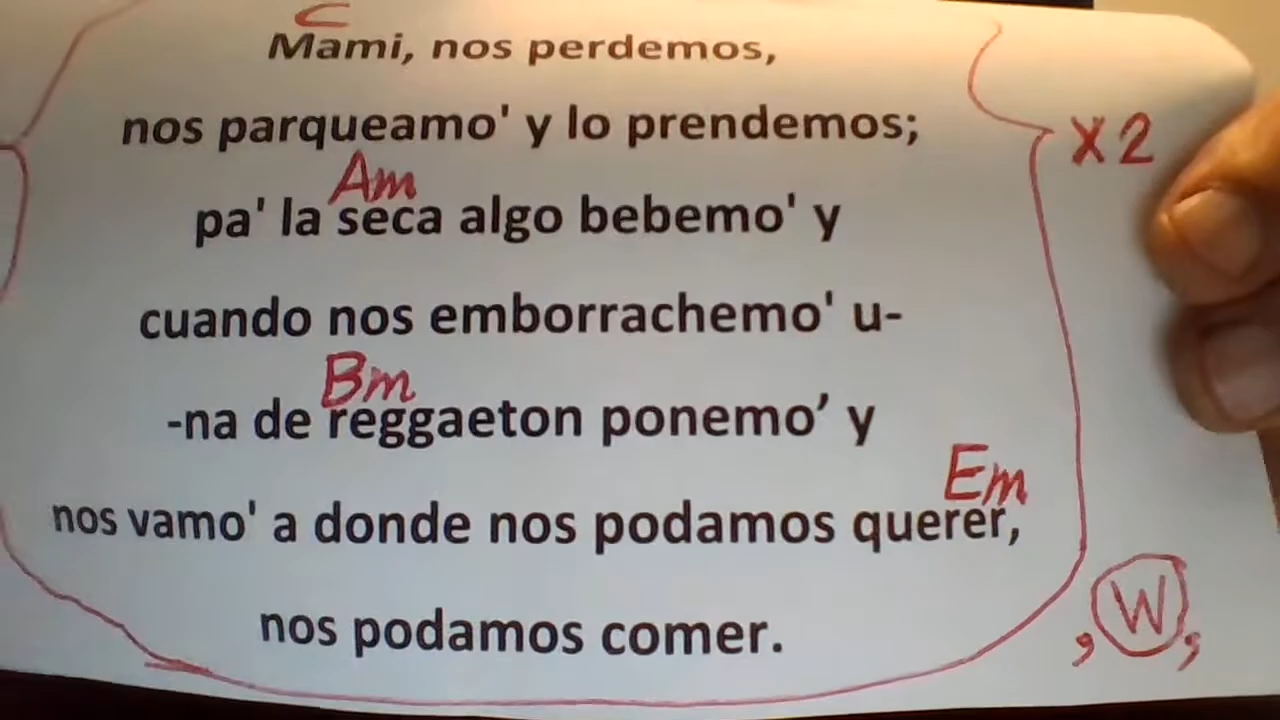 C
Mami, nos perdemos,
nos parqueamo' y lo prendemos;
X2
Am
pa' la seca algo bebemo' y
cuando nos emborrachemo' u-
Bm
-na de reggaeton ponemo’ y
Em
nos vamo' a donde nos podamos querer,
nos podamos comer.
, W ,